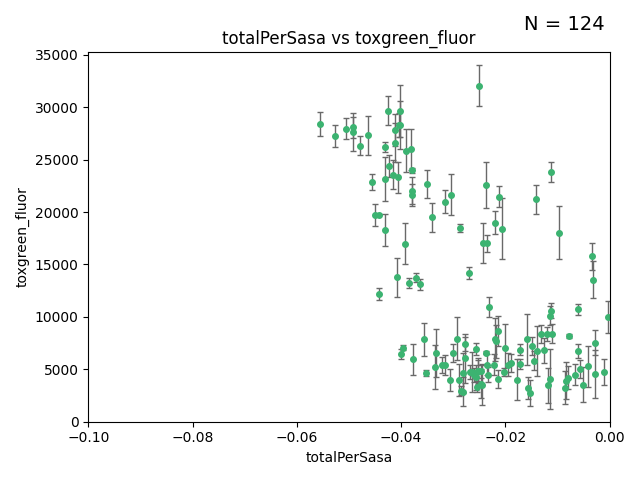 N = 124
totalPerSasa vs toxgreen_fluor
35000
30000
25000
20000
15000
10000
5000
0
toxgreen_fluor
−0.10 −0.08 −0.06 −0.04 −0.02 0.00
totalPerSasa